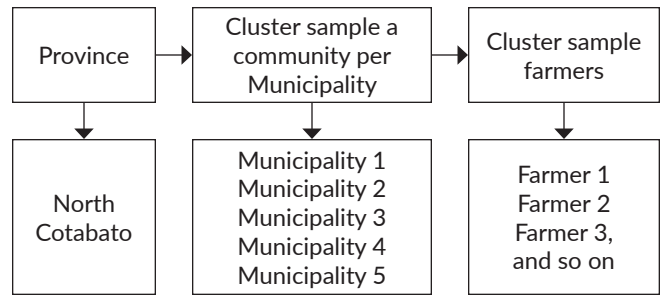 Province
Cluster sample a
community per
Municipality
Cluster sample
farmers
North
Cotabato
Municipality 1
Municipality 2
Municipality 3
Municipality 4
Municipality 5
Farmer 1
Farmer 2
Farmer 3,
and so on